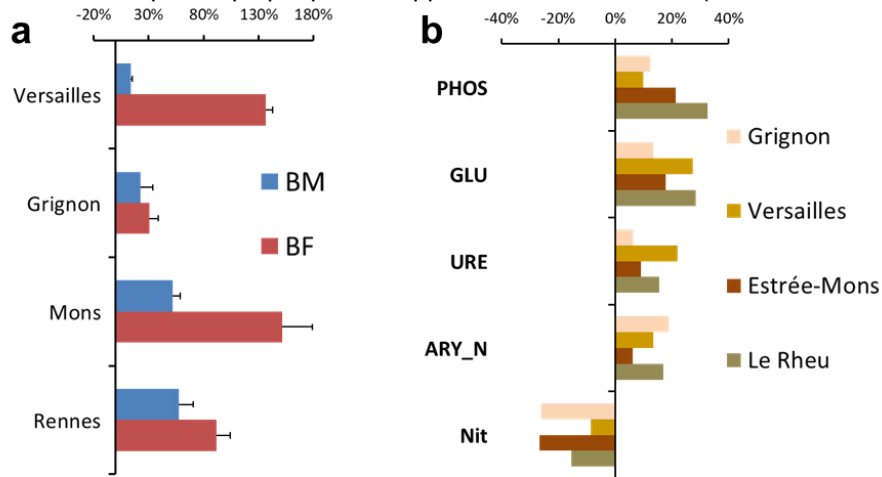 a
-20% 30% 80% 130% 180%
Versailles
Grignon
Mons
Rennes
BM
BF
b
-40% -20% 0% 20% 40%
PHOS
GLU
URE
ARY_N
Nit
Grignon
Versailles
Estrée-Mons
Le Rheu